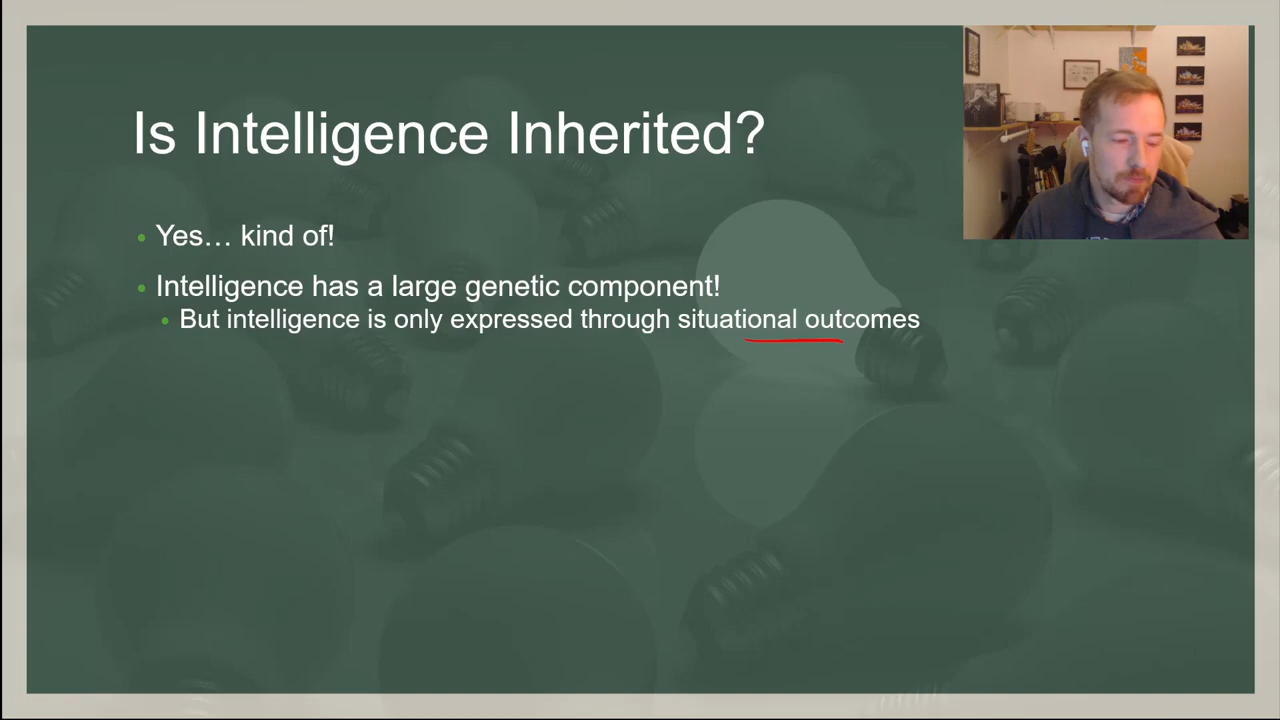 Is Intelligence Inherited?
Yes… kind of!
Intelligence has a large genetic component!
But intelligence is only expressed through situational outcomes